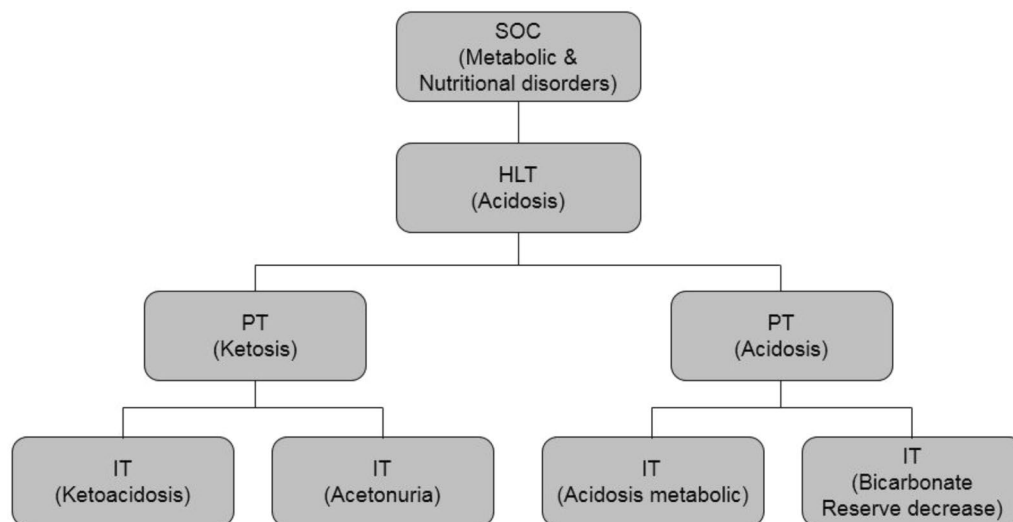 SOC
(Metabolic &
Nutritional disorders)
HLT
(Acidosis)
PT
(Ketosis)
PT
(Acidosis)
IT
(Ketoacidosis)
IT
(Acetonuria)
IT
(Acidosis metabolic)
IT
(Bicarbonate
Reserve decrease)